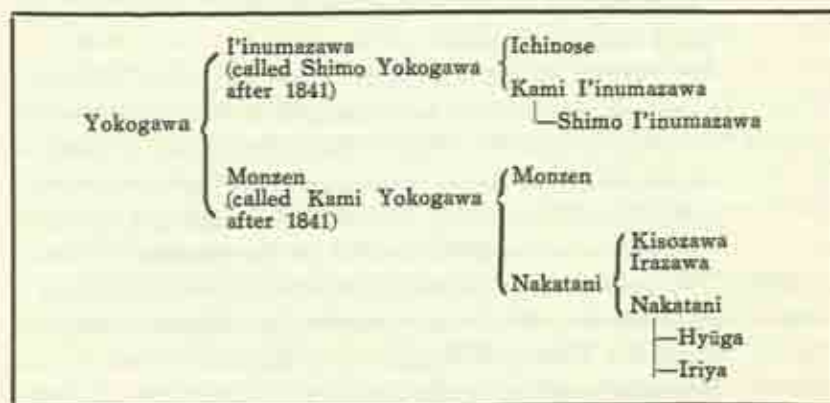 Yokogawa
I'inumazawa
(called Shimo Yokogawa
after 1841)
Ichinose
Kami I'inumazawa
Shimo I'inumazawa
Monzen
(called Kami Yokogawa
after 1841)
Monzen
Nakatani
Kisozawa
Irazawa
Nakatani
Hyūga
Iriya